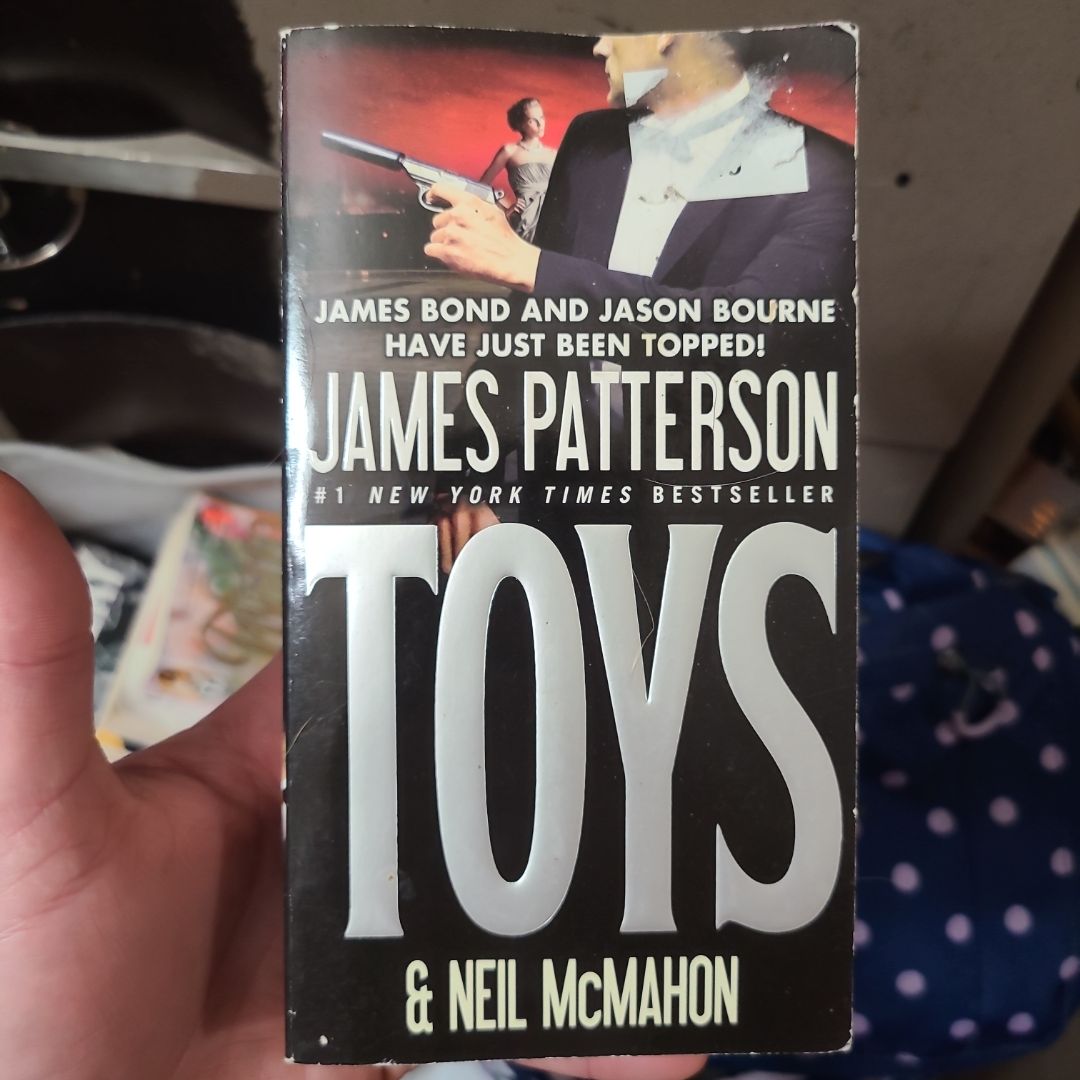 JAMES BOND AND JASON BOURNE
HAVE JUST BEEN TOPPED!
JAMES PATTERSON
#1 NEW YORK TIMES BESTSELLER
TOYS
& NEIL McMAHON